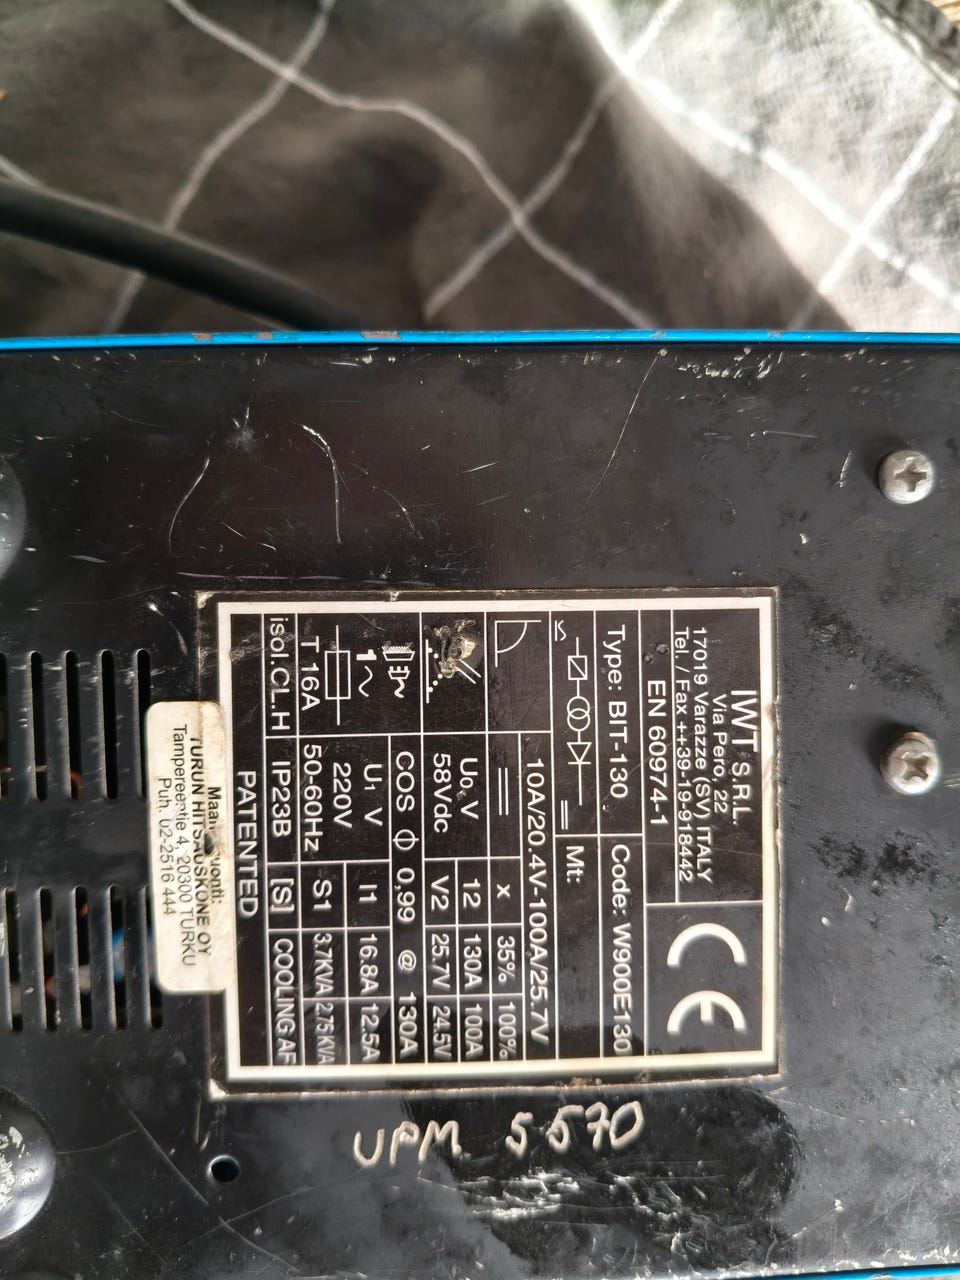 IWT S.R.L.
Via Pero, 22
17019 Varazze (SV) ITALY
Tel. / Fax ++39-19-918442
EN 60974-1
CE
Type: BIT-130 Code: W900E130
Mt:
10A/20.4V-100A/25.7V
x 35% 100%
U₀ V 12 130A 100A
58Vdc V2 25.7V 24.5V
COS ϕ 0,99 @ 130A
1~ U₁ V I1 16.8A 12.5A
220V
T 16A 50-60Hz S1 3.7KVA 2.75KVA
isol.CL.H IP23B [S] COOLING AF
PATENTED
TURUN HITSAUSKONE OY
Tampereentie 4, 20300 TURKU
Puh. 02-2516 444
UPM 5570